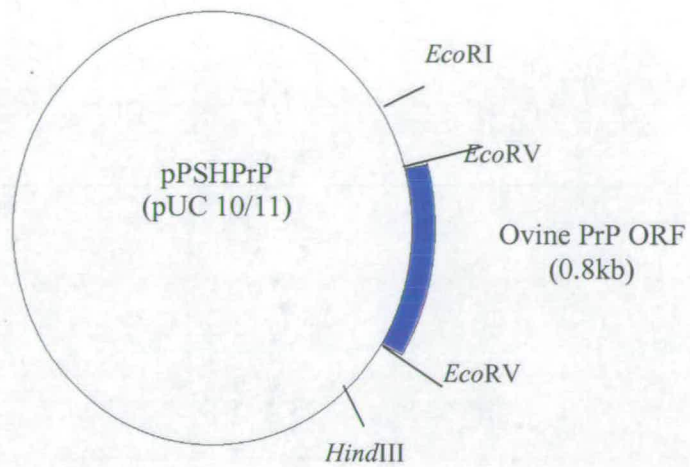 EcoRI
EcoRV
pPSHPrP
(pUC 10/11)
Ovine PrP ORF
(0.8kb)
EcoRV
HindIII